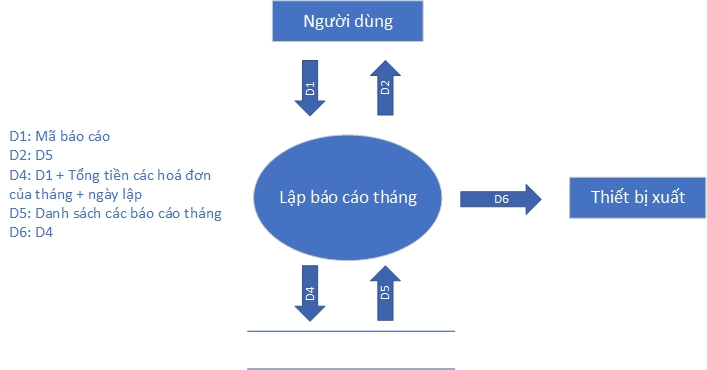 Người dùng
D1
D2
D1: Mã báo cáo
D2: D5
D4: D1 + Tổng tiền các hoá đơn
của tháng + ngày lập
D5: Danh sách các báo cáo tháng
D6: D4
Lập báo cáo tháng
D6
Thiết bị xuất
D4
D5